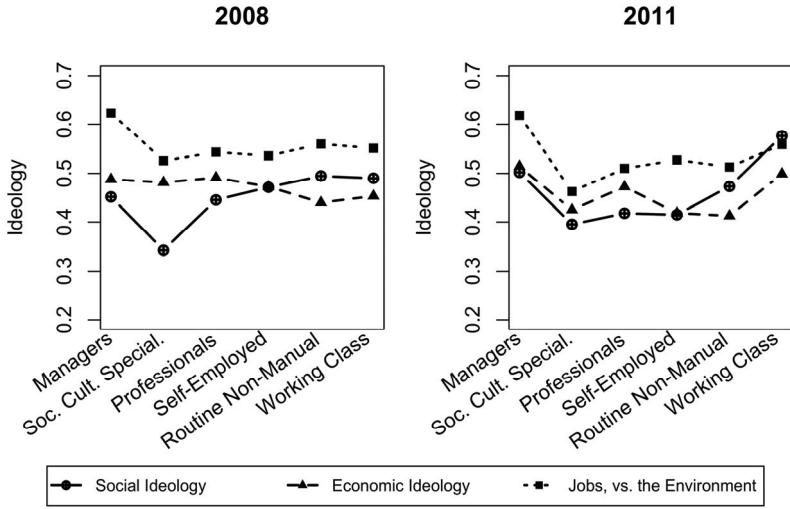 2008
2011
Ideology
0.7
0.6
0.5
0.4
0.3
0.2
Managers
Soc. Cult. Special.
Professionals
Self-Employed
Routine Non-Manual
Working Class
Ideology
0.7
0.6
0.5
0.4
0.3
0.2
Managers
Soc. Cult. Special.
Professionals
Self-Employed
Routine Non-Manual
Working Class
Social Ideology
Economic Ideology
Jobs, vs. the Environment